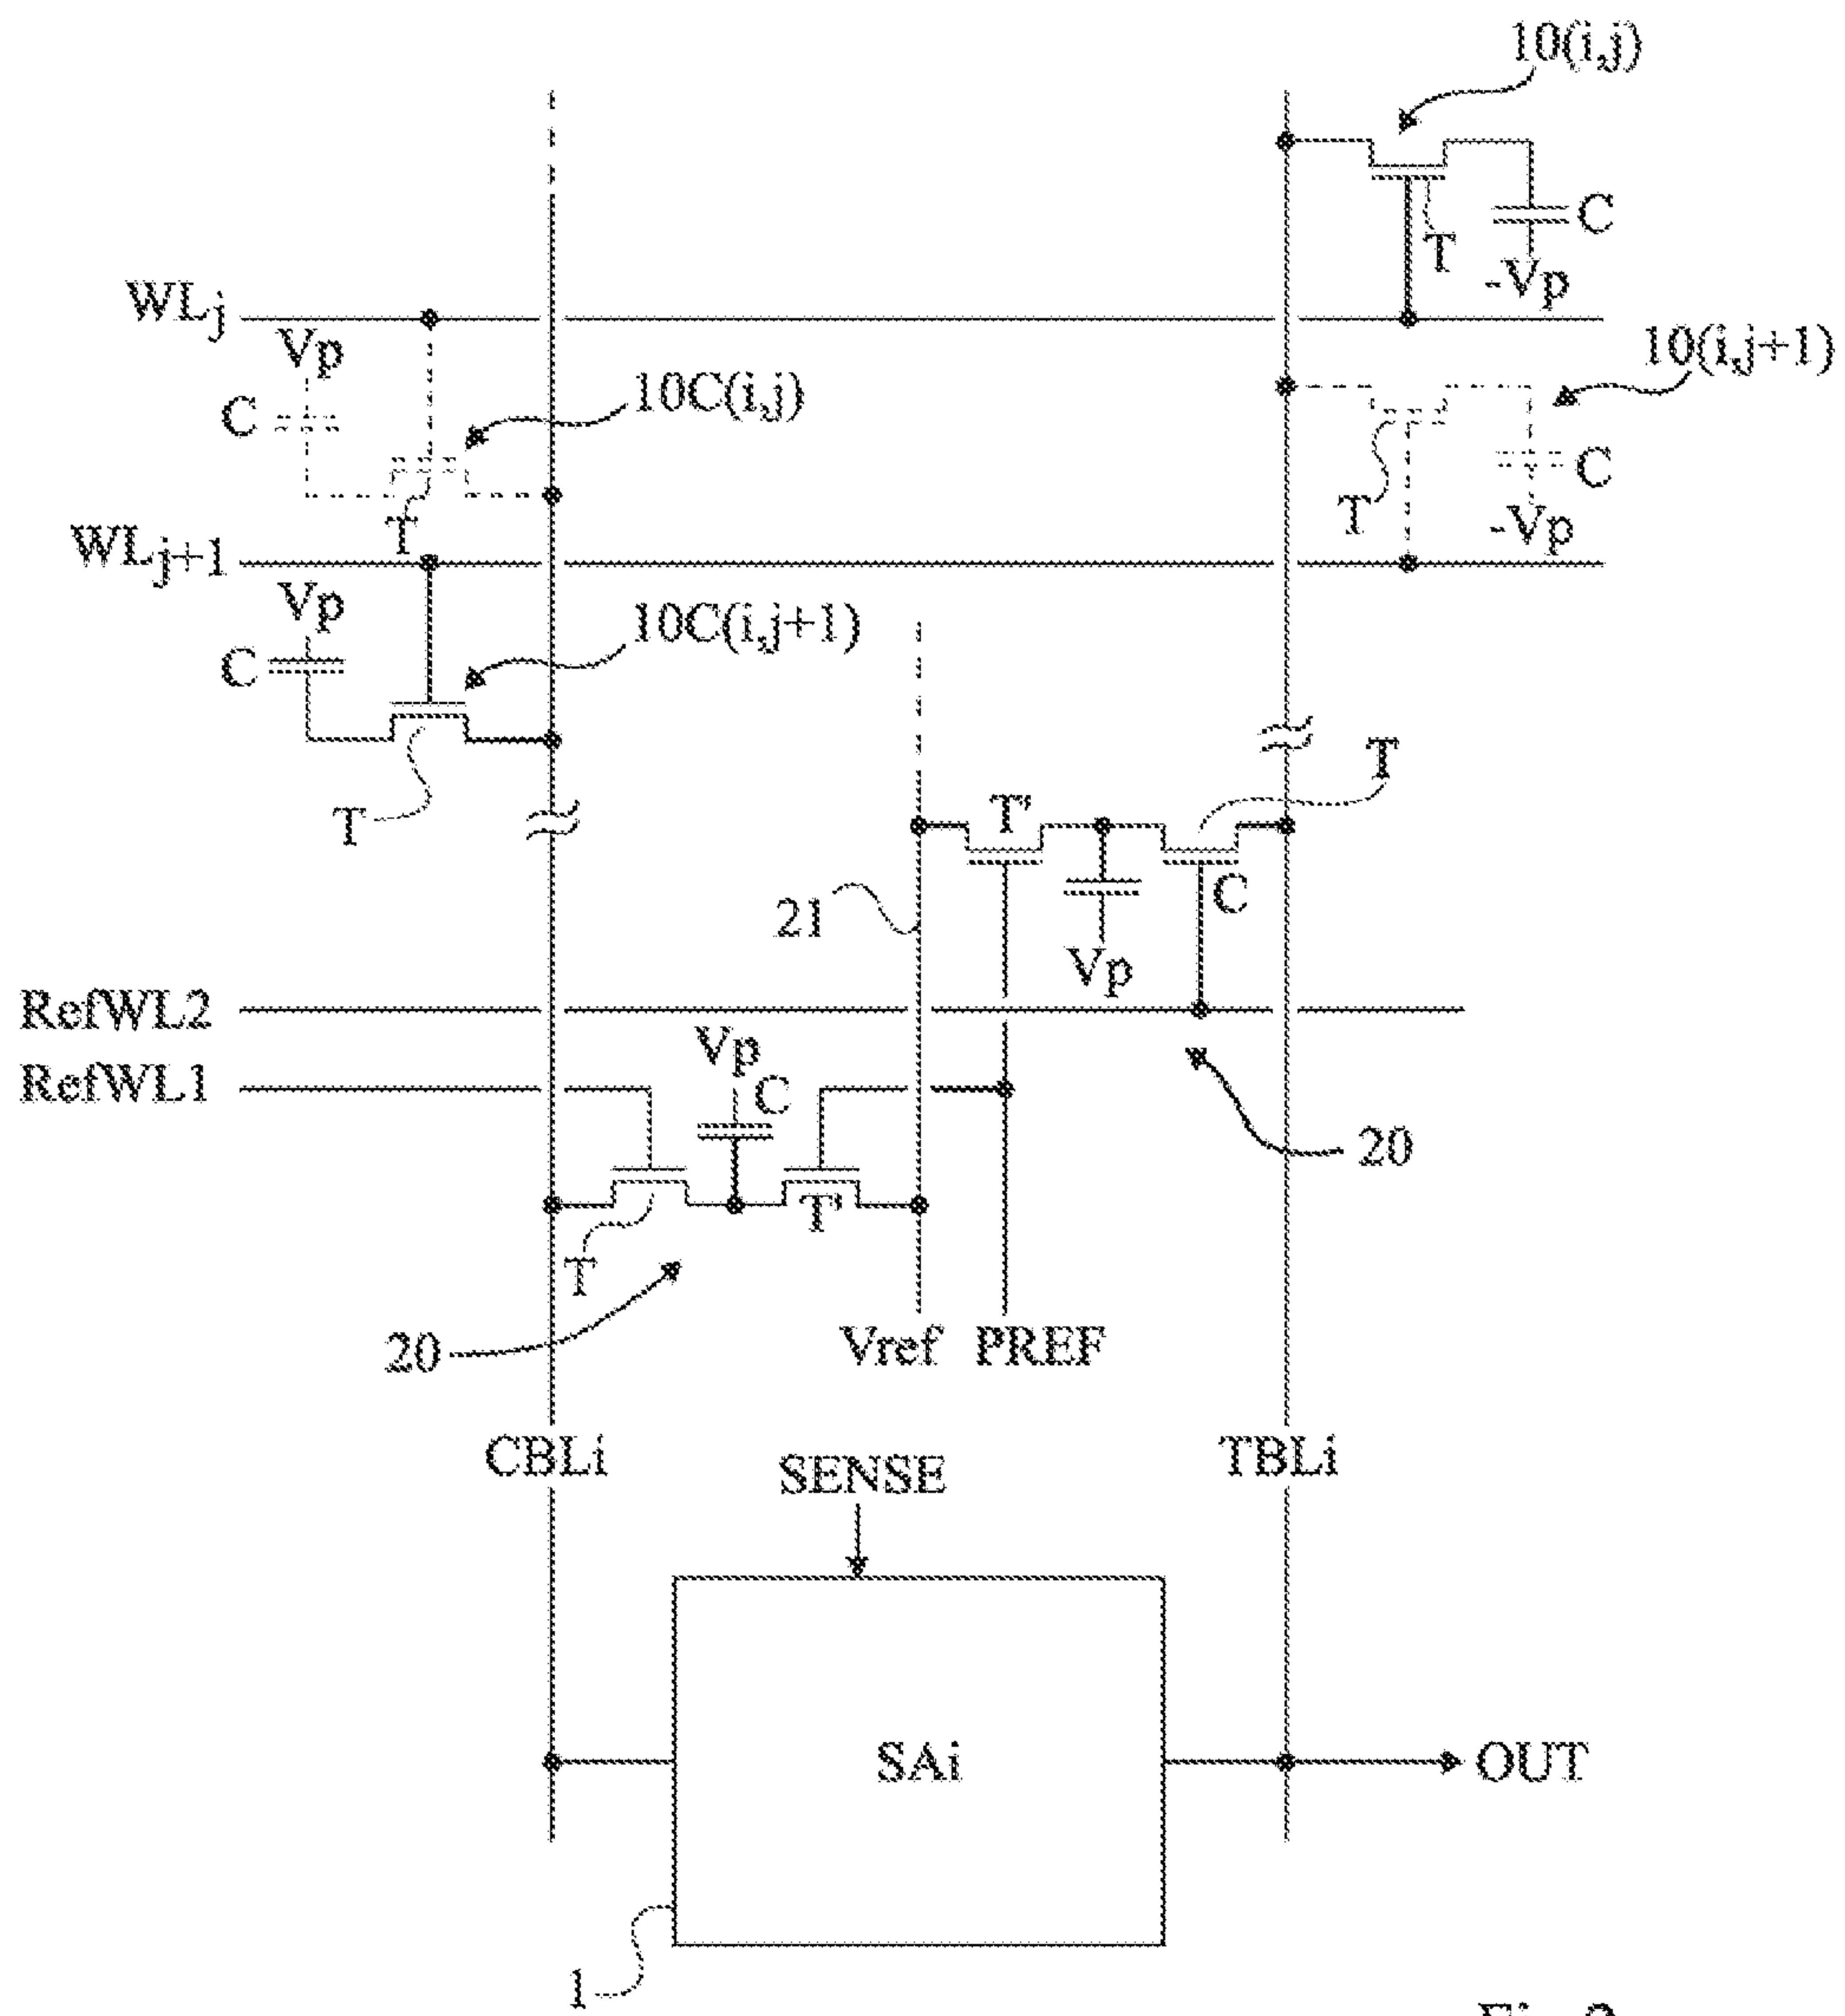 10(i,j)
C
T
-Vp
WLj
Vp
10(i,j+1)
C
10C(i,j)
C
T
T
-Vp
WLj+1
Vp
10C(i,j+1)
C
T
T
T'
C
21
Vp
RefWL2
Vp
RefWL1
C
20
T'
T
20
Vref
PREF
CBLi
SENSE
TBLi
SAi
OUT
1